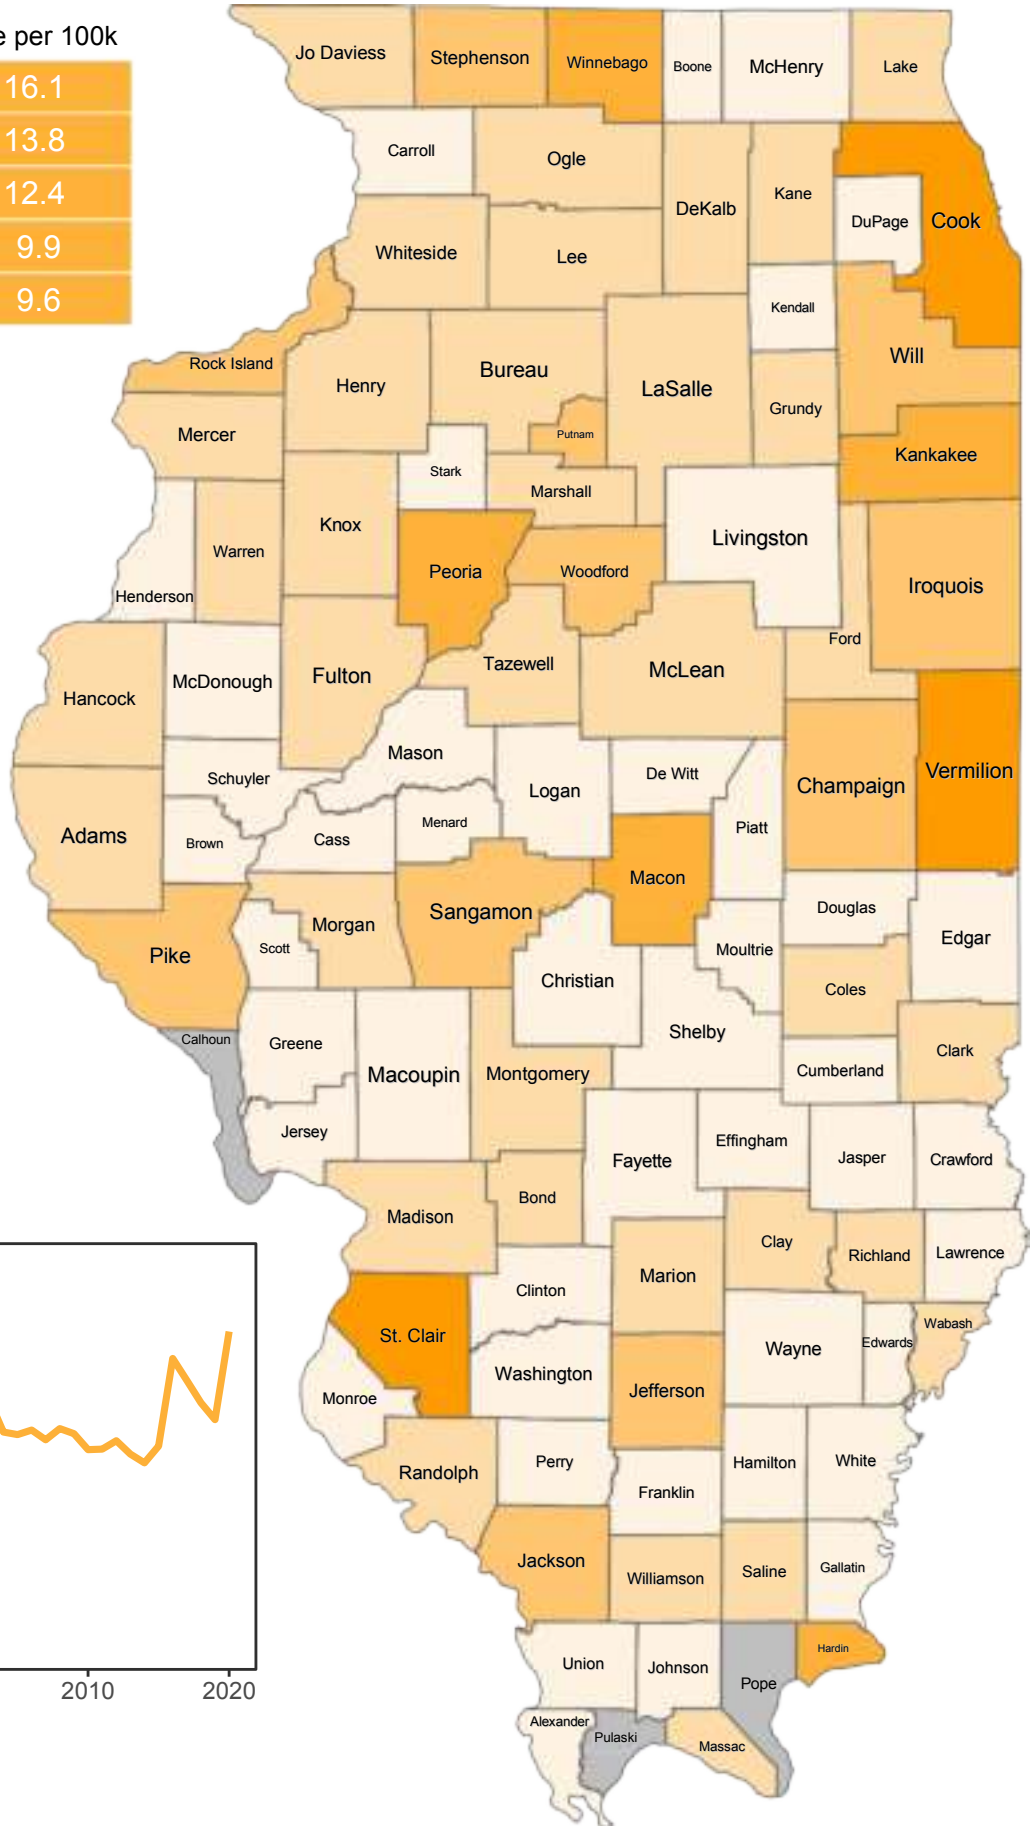 e per 100k
16.1
13.8
12.4
9.9
9.6
Jo Daviess
Stephenson
Winnebago
Boone
McHenry
Lake
Carroll
Ogle
DeKalb
Kane
DuPage
Cook
Whiteside
Lee
Kendall
Will
Rock Island
Henry
Bureau
LaSalle
Grundy
Putnam
Mercer
Kankakee
Stark
Marshall
Knox
Warren
Livingston
Peoria
Woodford
Iroquois
Henderson
Ford
Tazewell
McLean
Fulton
McDonough
Hancock
Mason
Schuyler
Logan
De Witt
Champaign
Vermilion
Adams
Brown
Cass
Menard
Piatt
Macon
Sangamon
Douglas
Morgan
Scott
Pike
Moultrie
Edgar
Christian
Coles
Shelby
Calhoun
Greene
Macoupin
Montgomery
Clark
Cumberland
Jersey
Fayette
Effingham
Jasper
Crawford
Bond
Madison
Clay
Richland
Lawrence
Marion
Clinton
St. Clair
Wabash
Edwards
Wayne
Washington
Jefferson
Monroe
Randolph
Perry
Hamilton
White
Franklin
Jackson
Williamson
Saline
Gallatin
Union
Johnson
Pope
Hardin
Alexander
Pulaski
Massac
2010
2020